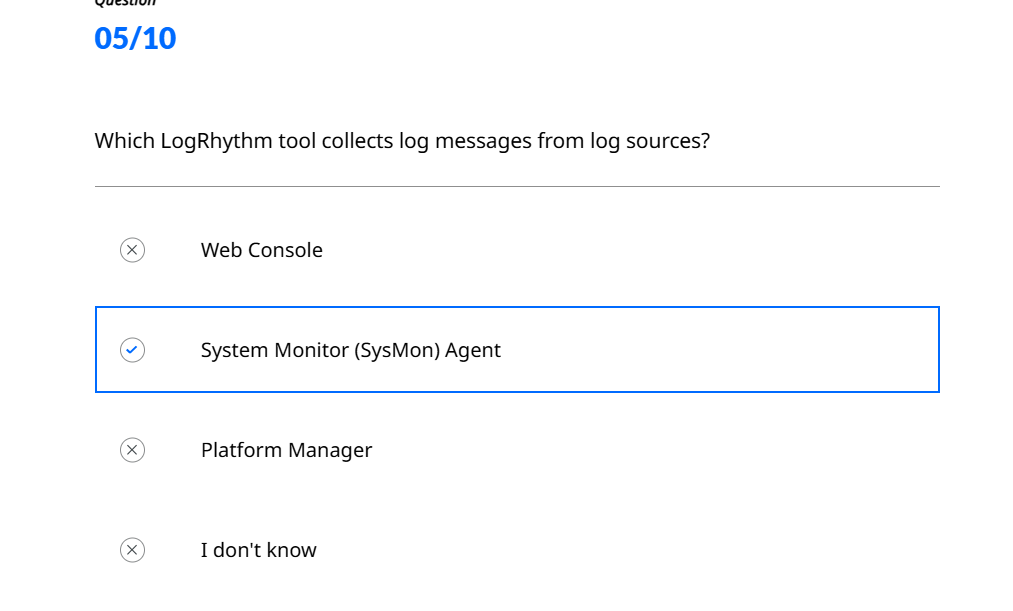 Question
05/10
Which LogRhythm tool collects log messages from log sources?
Web Console
System Monitor (SysMon) Agent
Platform Manager
I don't know